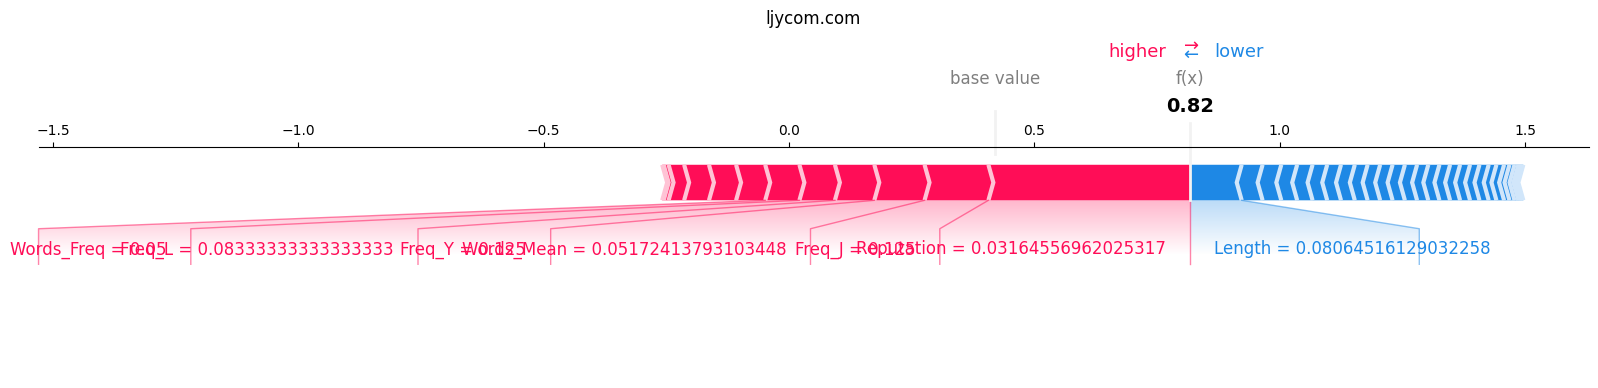 ljycom.com
higher ⇄ lower
base value f(x)
0.82
−1.5 −1.0 −0.5 0.0 0.5 1.0 1.5
Words_Freq = 0.05 Freq_L = 0.08333333333333333 Freq_Y = 0.125 Words_Mean = 0.05172413793103448 Freq_J = 0.125 Reputation = 0.03164556962025317 Length = 0.08064516129032258